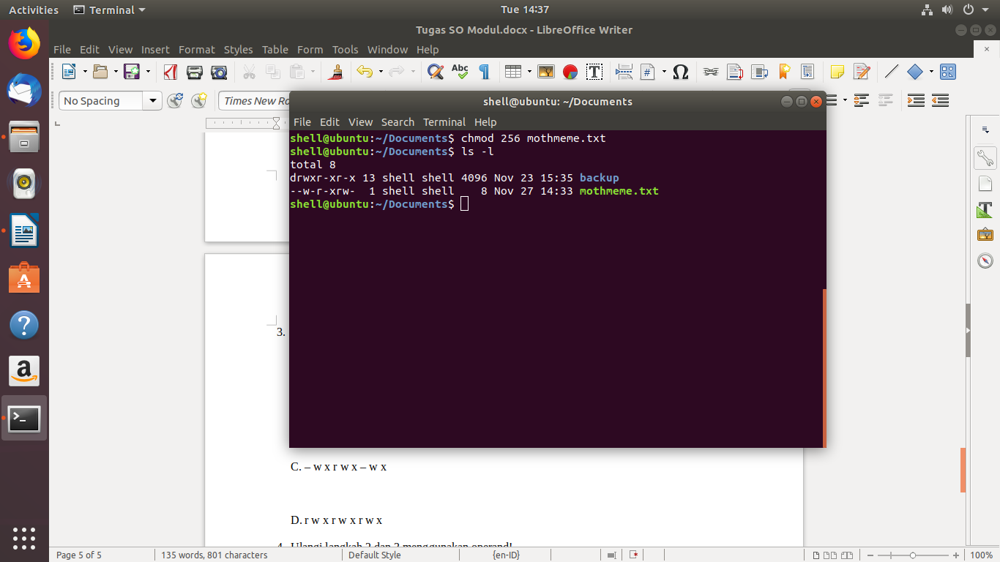 Activities Terminal Tue 14:37
Tugas SO Modul.docx - LibreOffice Writer
File Edit View Insert Format Styles Table Form Tools Window Help
Abc
No Spacing Times New Ro
shell@ubuntu: ~/Documents
File Edit View Search Terminal Help
shell@ubuntu:~/Documents$ chmod 256 mothmeme.txt
shell@ubuntu:~/Documents$ ls -l
total 8
drwxr-xr-x 13 shell shell 4096 Nov 23 15:35 backup
--w-r-xrw- 1 shell shell 8 Nov 27 14:33 mothmeme.txt
shell@ubuntu:~/Documents$
3.
C. – w x r w x – w x
D. r w x r w x r w x
4. Ulangi langkah 2 dan 3 menggunakan operand!
Page 5 of 5 135 words, 801 characters Default Style {en-ID} 100%